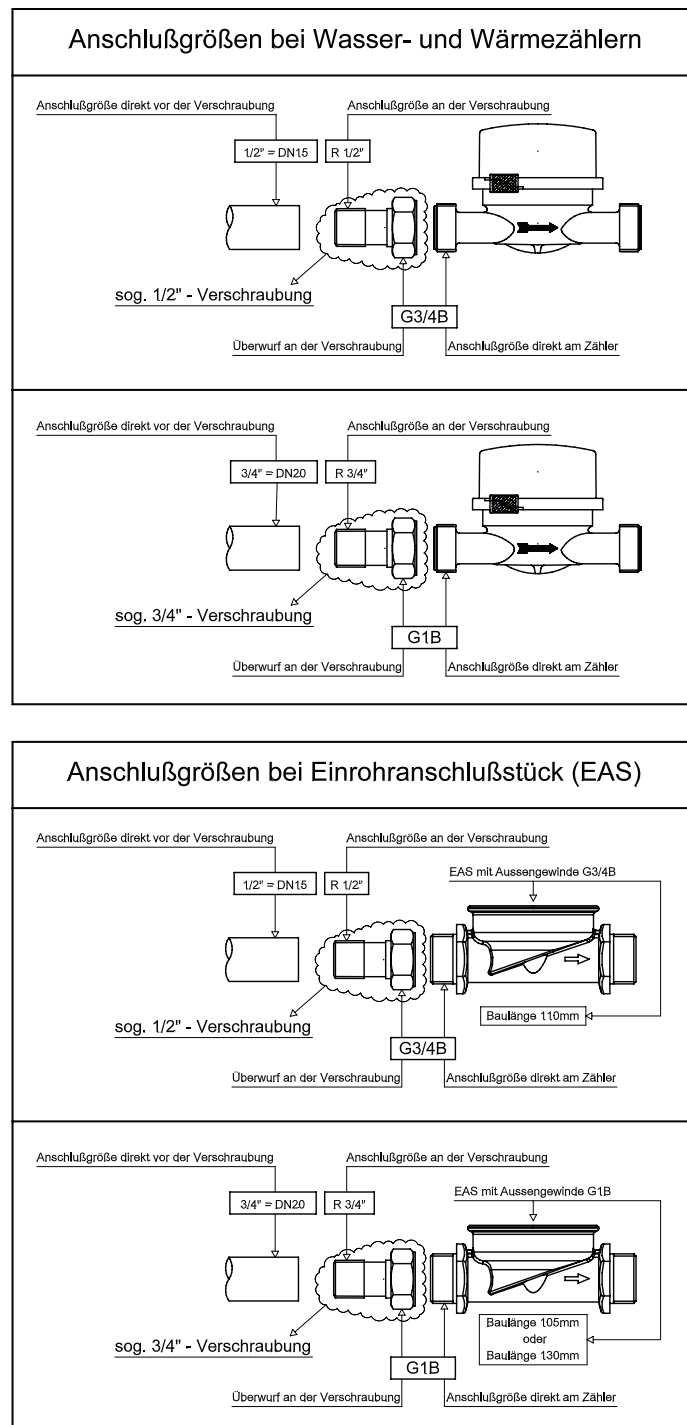 Anschlußgrößen bei Wasser- und Wärmezählern
Anschlußgröße direkt vor der Verschraubung
Anschlußgröße an der Verschraubung
1/2" = DN15
R 1/2"
sog. 1/2" - Verschraubung
G3/4B
Überwurf an der Verschraubung
Anschlußgröße direkt am Zähler
Anschlußgröße direkt vor der Verschraubung
Anschlußgröße an der Verschraubung
3/4" = DN20
R 3/4"
sog. 3/4" - Verschraubung
G1B
Überwurf an der Verschraubung
Anschlußgröße direkt am Zähler
Anschlußgrößen bei Einrohranschlußstück (EAS)
Anschlußgröße direkt vor der Verschraubung
Anschlußgröße an der Verschraubung
1/2" = DN15
R 1/2"
EAS mit Aussengewinde G3/4B
Baulänge 110mm
sog. 1/2" - Verschraubung
G3/4B
Überwurf an der Verschraubung
Anschlußgröße direkt am Zähler
Anschlußgröße direkt vor der Verschraubung
Anschlußgröße an der Verschraubung
3/4" = DN20
R 3/4"
EAS mit Aussengewinde G1B
Baulänge 105mm
oder
Baulänge 130mm
sog. 3/4" - Verschraubung
G1B
Überwurf an der Verschraubung
Anschlußgröße direkt am Zähler